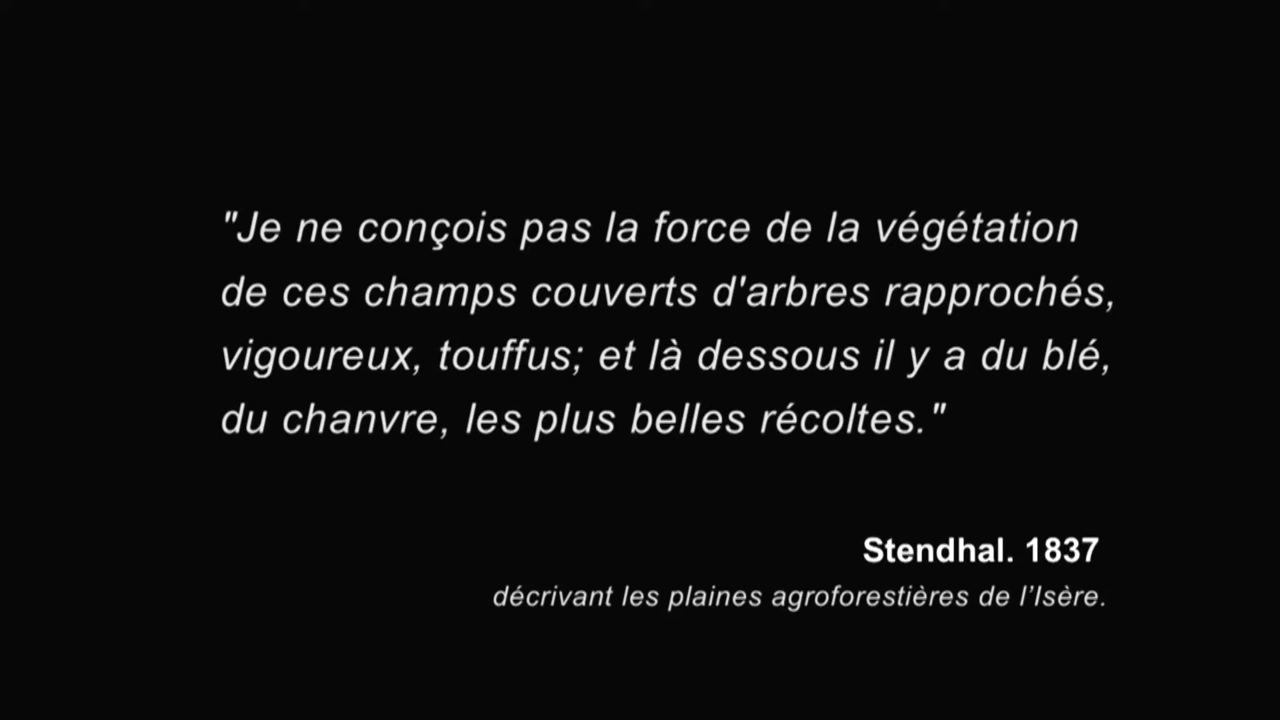 "Je ne conçois pas la force de la végétation
de ces champs couverts d'arbres rapprochés,
vigoureux, touffus; et là dessous il y a du blé,
du chanvre, les plus belles récoltes."
Stendhal. 1837
décrivant les plaines agroforestières de l’Isère.